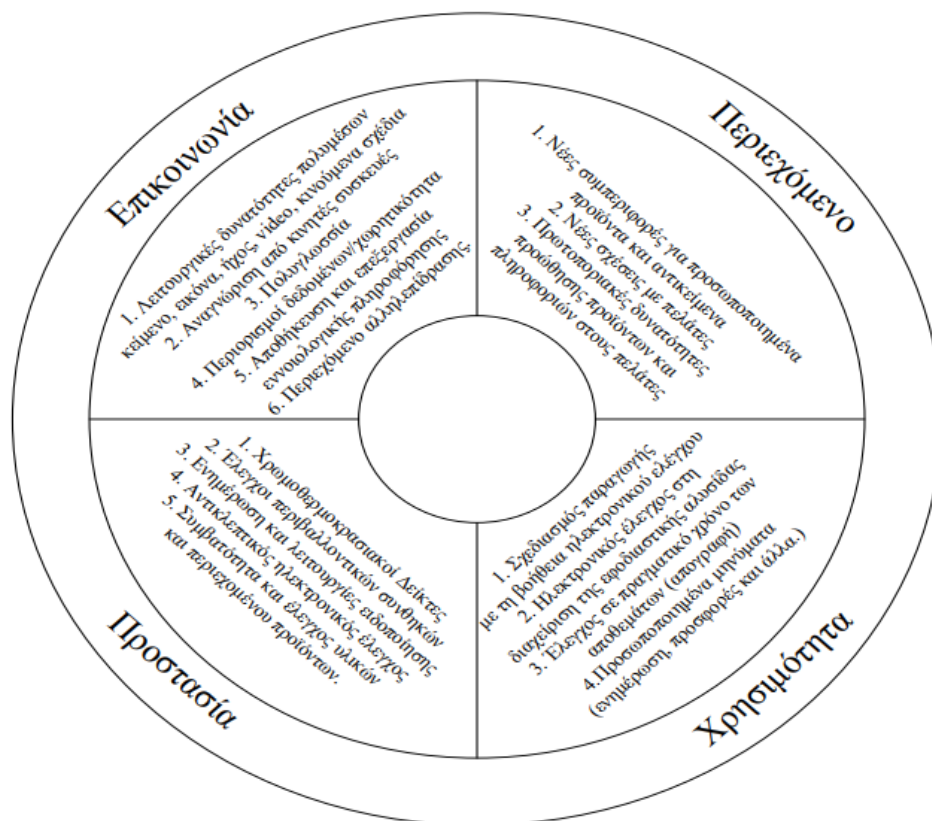 Επικοινωνία
1. Λειτουργικές δυνατότητες πολυμέσων
κείμενο, εικόνα, ήχος, video, κινούμενα σχέδια
2. Αναγνώριση από κινητές συσκευές
3. Πολυγλωσσία
4. Περιορισμοί δεδομένων/χωρητικότητα
5. Αποθήκευση και επεξεργασία
εννοιολογικής πληροφόρησης
6. Περιεχόμενο αλληλεπίδρασης
Περιεχόμενο
1. Νέες συμπεριφορές για προσωποποιημένα
προϊόντα και αντικείμενα
2. Νέες σχέσεις με πελάτες
3. Πρωτοποριακές δυνατότητες
προώθησης προϊόντων και
πληροφοριών στους πελάτες
Προστασία
1. Χρωμοθερμοκρασιακοί Δείκτες
2. Έλεγχοι περιβαλλοντικών συνθηκών
3. Ενημέρωση και λειτουργίες ειδοποίησης
4. Αντικλεπτικός ηλεκτρονικός έλεγχος
5. Συμβατότητα και έλεγχος υλικών
και περιεχομένου προϊόντων.
Χρησιμότητα
1. Σχεδιασμός παραγωγής
με τη βοήθεια ηλεκτρονικού ελέγχου
2. Ηλεκτρονικός έλεγχος στη
διαχείριση της εφοδιαστικής αλυσίδας
3. Έλεγχος σε πραγματικό χρόνο των
αποθεμάτων (απογραφή)
4.Προσωποποιημένα μηνύματα
(ενημέρωση, προσφορές και άλλα.)